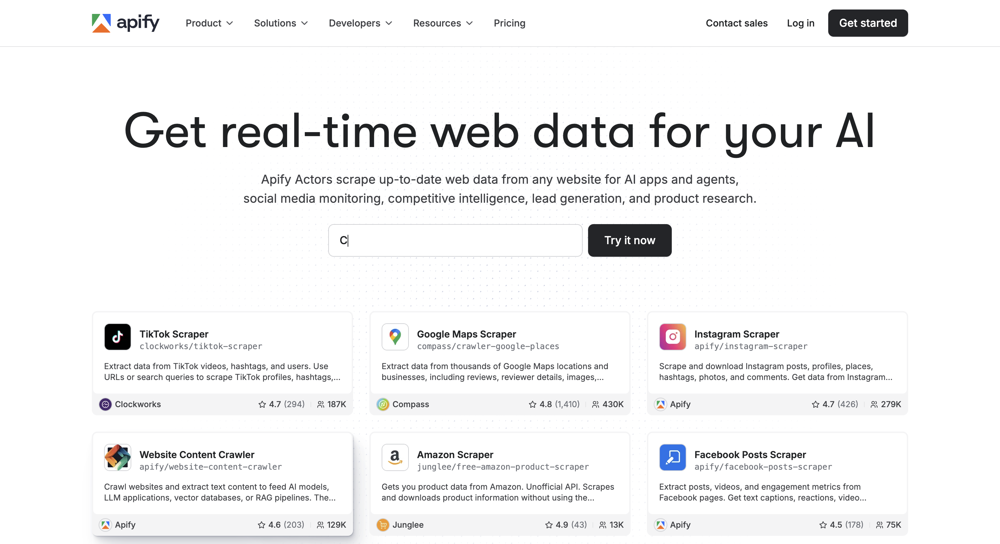 apify
Product
Solutions
Developers
Resources
Pricing
Contact sales
Log in
Get started
Get real-time web data for your AI
Apify Actors scrape up-to-date web data from any website for AI apps and agents,
social media monitoring, competitive intelligence, lead generation, and product research.
C
Try it now
TikTok Scraper
clockworks/tiktok-scraper
Extract data from TikTok videos, hashtags, and users. Use
URLs or search queries to scrape TikTok profiles, hashtags,...
Clockworks 4.7 (294) 187K
Google Maps Scraper
compass/crawler-google-places
Extract data from thousands of Google Maps locations and
businesses, including reviews, reviewer details, images,...
Compass 4.8 (1,410) 430K
Instagram Scraper
apify/instagram-scraper
Scrape and download Instagram posts, profiles, places,
hashtags, photos, and comments. Get data from Instagram...
Apify 4.7 (426) 279K
Website Content Crawler
apify/website-content-crawler
Crawl websites and extract text content to feed AI models,
LLM applications, vector databases, or RAG pipelines. The...
Apify 4.6 (203) 129K
a
Amazon Scraper
junglee/free-amazon-product-scraper
Gets you product data from Amazon. Unofficial API. Scrapes
and downloads product information without using the...
Junglee 4.9 (43) 13K
Facebook Posts Scraper
apify/facebook-posts-scraper
Extract posts, videos, and engagement metrics from
Facebook pages. Get text captions, reactions, video...
Apify 4.5 (178) 75K